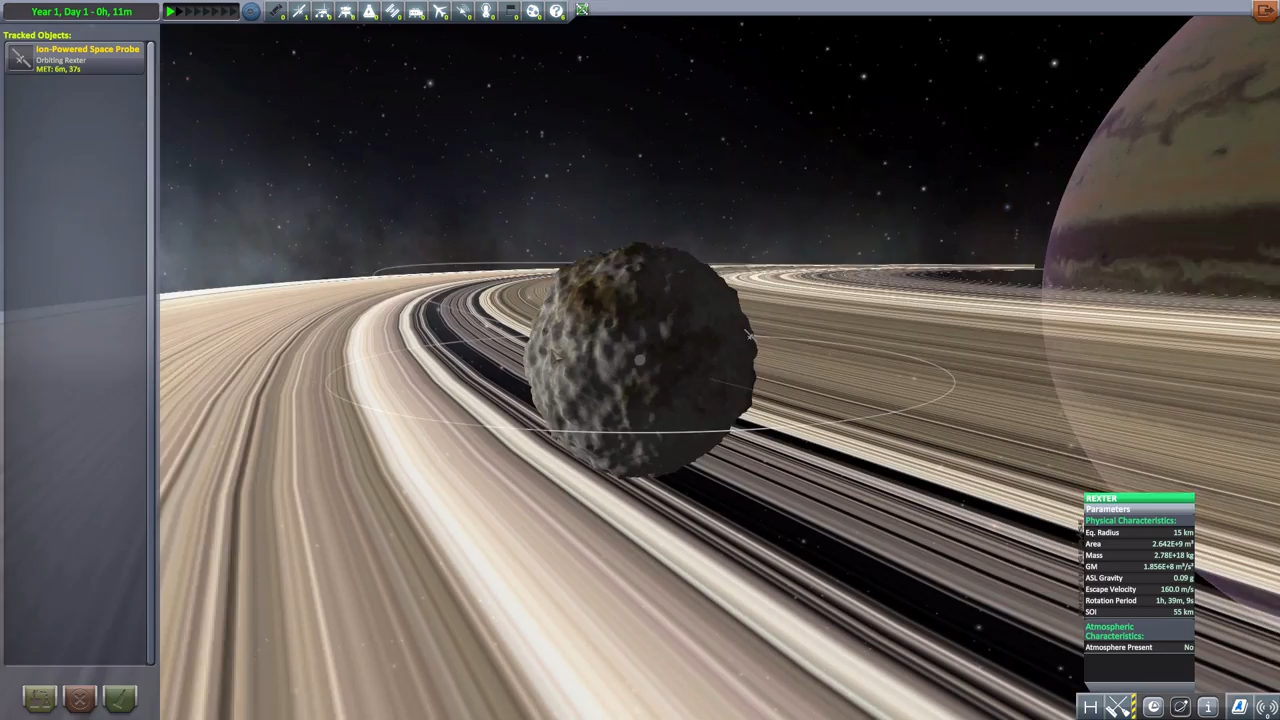 Year 1, Day 1 - 0h, 11m
Tracked Objects:
Ion-Powered Space Probe
Orbiting Rexter
MET: 6m, 37s
REXTER
Parameters
Physical Characteristics:
Eq. Radius 15 km
Area 2.642E+9 m²
Mass 2.78E+18 kg
GM 1.856E+8 m³/s²
ASL Gravity 0.09 g
Escape Velocity 160.0 m/s
Rotation Period 1h, 39m, 9s
SOI 55 km
Atmospheric
Characteristics:
Atmosphere Present No